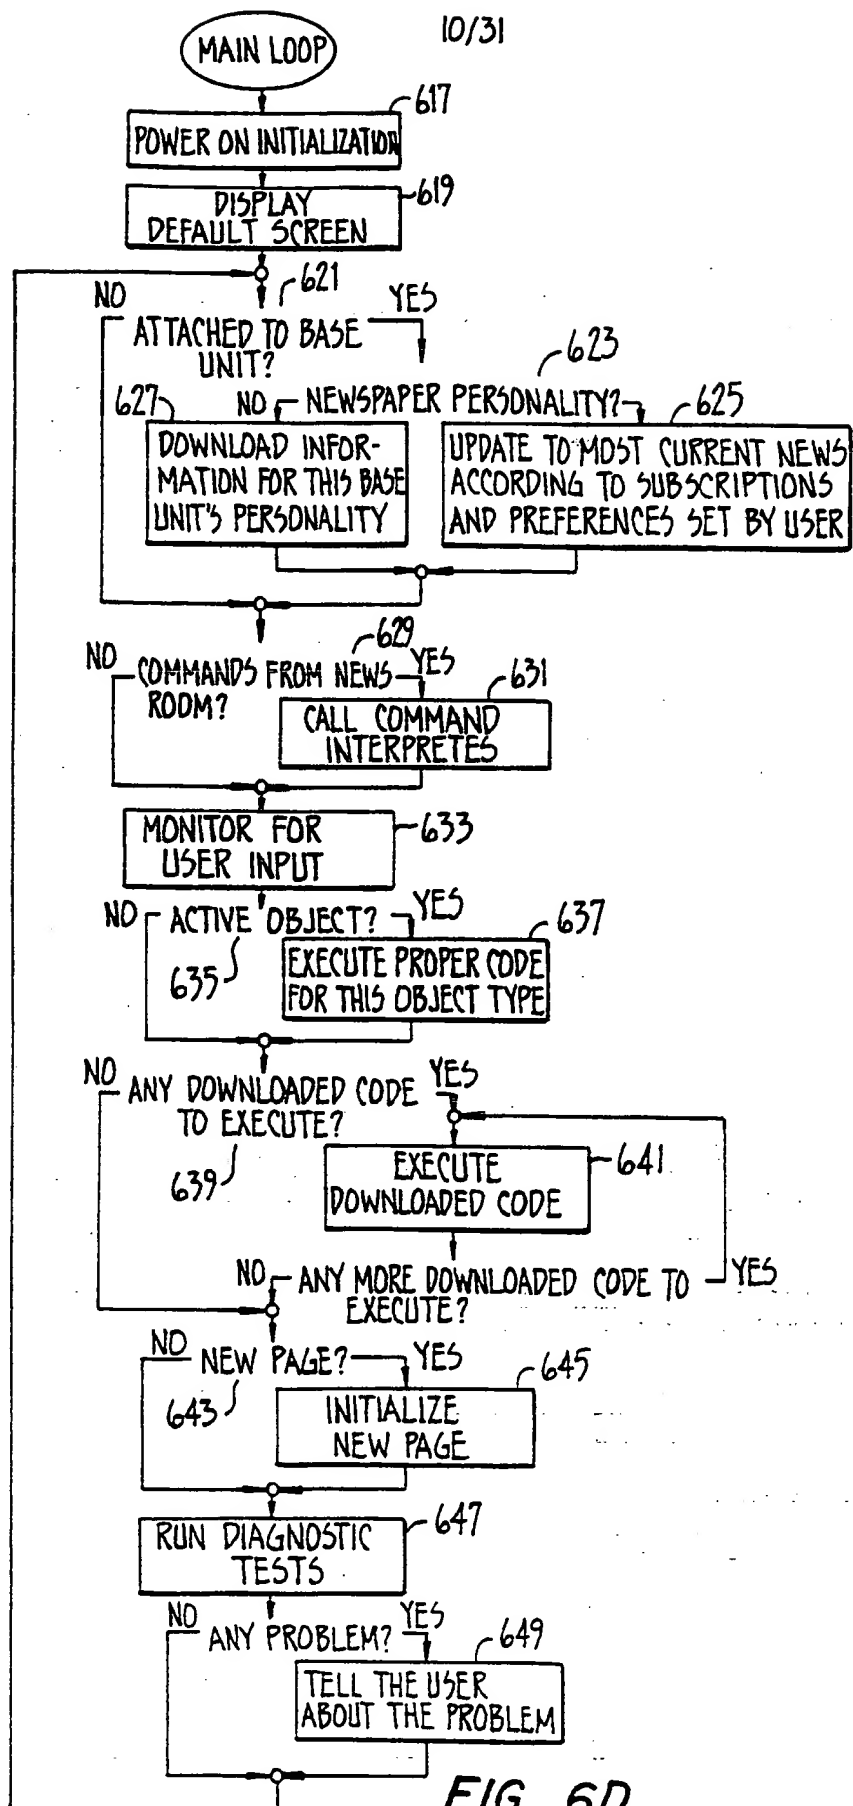 10/31
MAIN LOOP
617
POWER ON INITIALIZATION
619
DISPLAY
DEFAULT SCREEN
621
NO
YES
ATTACHED TO BASE
UNIT?
623
627
NO
NEWSPAPER PERSONALITY?
625
DOWNLOAD INFOR-
MATION FOR THIS BASE
UNIT'S PERSONALITY
UPDATE TO MOST CURRENT NEWS
ACCORDING TO SUBSCRIPTIONS
AND PREFERENCES SET BY USER
629
NO
COMMANDS FROM NEWS
ROOM?
YES
631
CALL COMMAND
INTERPRETES
MONITOR FOR
USER INPUT
633
NO
ACTIVE OBJECT?
YES
637
635
EXECUTE PROPER CODE
FOR THIS OBJECT TYPE
NO
ANY DOWNLOADED CODE
TO EXECUTE?
YES
639
EXECUTE
DOWNLOADED CODE
641
NO
ANY MORE DOWNLOADED CODE TO
EXECUTE?
YES
NO
NEW PAGE?
YES
645
643
INITIALIZE
NEW PAGE
647
RUN DIAGNOSTIC
TESTS
NO
ANY PROBLEM?
YES
649
TELL THE USER
ABOUT THE PROBLEM
FIG. 6D